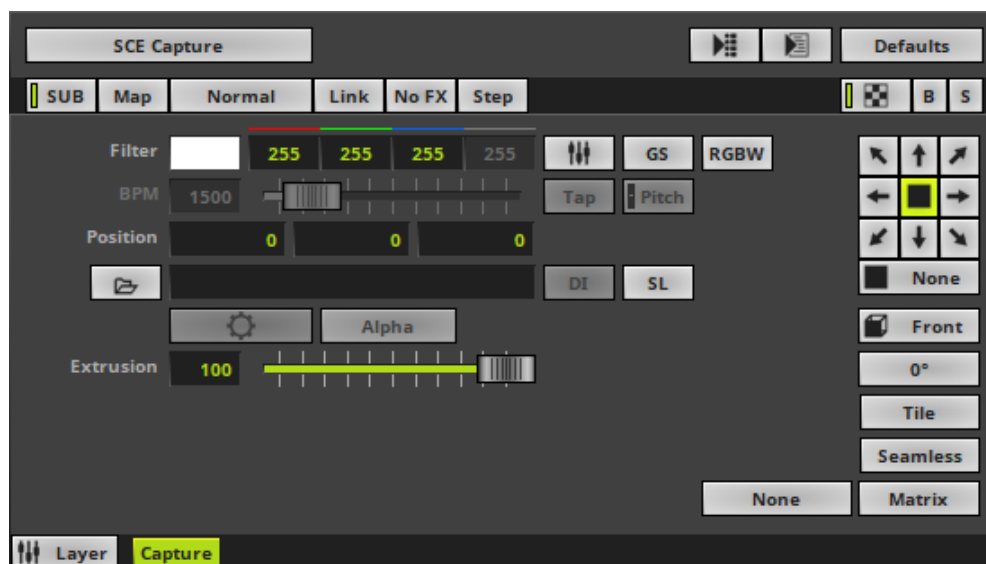 SCE Capture Defaults
SUB Map Normal Link No FX Step B S
Filter 255 255 255 255 GS RGBW
BPM 1500 Tap Pitch
Position 0 0 0
DI SL None
Alpha Front
Extrusion 100 0°
Tile
Seamless
None Matrix
Layer Capture